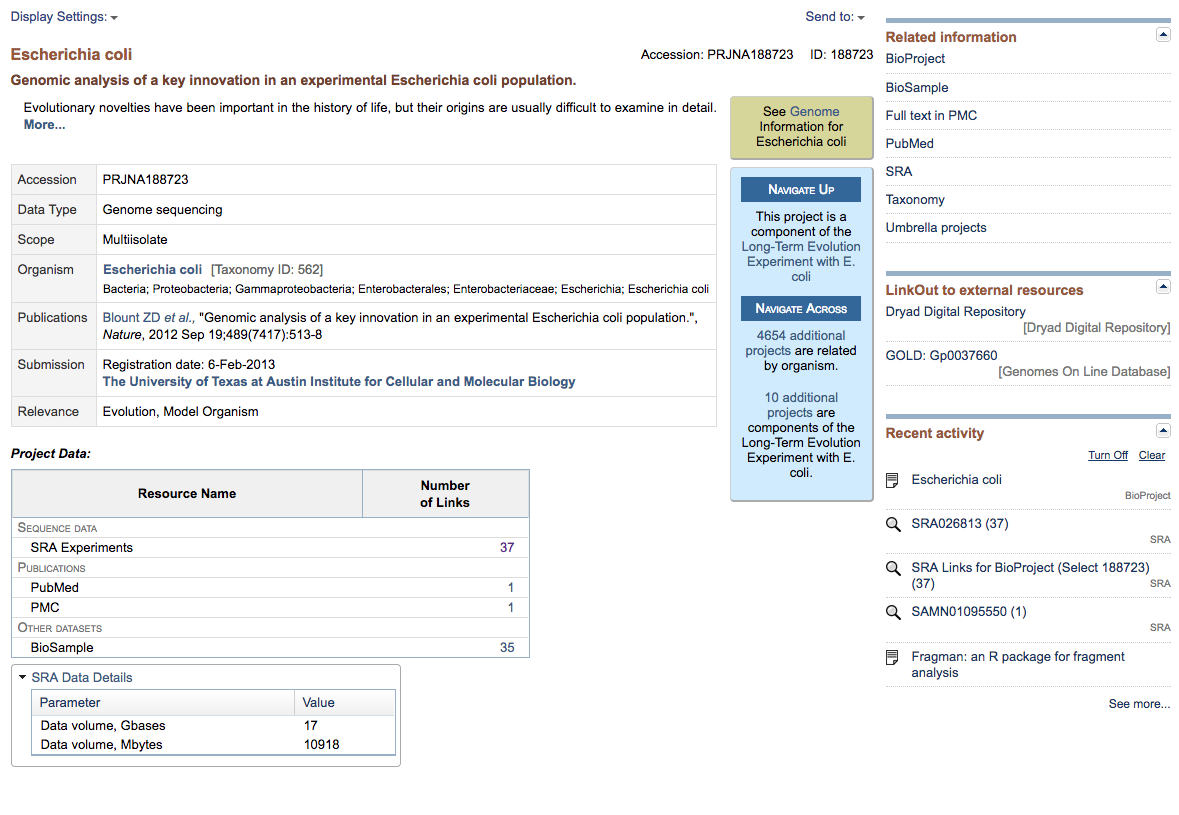 Display Settings:
Send to:
Escherichia coli
Accession: PRJNA188723 ID: 188723
Genomic analysis of a key innovation in an experimental Escherichia coli population.
Evolutionary novelties have been important in the history of life, but their origins are usually difficult to examine in detail.
More...
Accession PRJNA188723
Data Type Genome sequencing
Scope Multiisolate
Organism Escherichia coli [Taxonomy ID: 562]
Bacteria; Proteobacteria; Gammaproteobacteria; Enterobacterales; Enterobacteriaceae; Escherichia; Escherichia coli
Publications Blount ZD et al., "Genomic analysis of a key innovation in an experimental Escherichia coli population.",
Nature, 2012 Sep 19;489(7417):513-8
Submission Registration date: 6-Feb-2013
The University of Texas at Austin Institute for Cellular and Molecular Biology
Relevance Evolution, Model Organism
Project Data:
Resource Name Number
of Links
SEQUENCE DATA
SRA Experiments 37
PUBLICATIONS
PubMed 1
PMC 1
OTHER DATASETS
BioSample 35
SRA Data Details
Parameter Value
Data volume, Gbases 17
Data volume, Mbytes 10918
See Genome
Information for
Escherichia coli
NAVIGATE UP
This project is a
component of the
Long-Term Evolution
Experiment with E.
coli
NAVIGATE ACROSS
4654 additional
projects are related
by organism.
10 additional
projects are
components of the
Long-Term Evolution
Experiment with E.
coli.
Related information
BioProject
BioSample
Full text in PMC
PubMed
SRA
Taxonomy
Umbrella projects
LinkOut to external resources
Dryad Digital Repository
[Dryad Digital Repository]
GOLD: Gp0037660
[Genomes On Line Database]
Recent activity
Turn Off Clear
Escherichia coli
BioProject
SRA026813 (37)
SRA
SRA Links for BioProject (Select 188723)
(37)
SRA
SAMN01095550 (1)
SRA
Fragman: an R package for fragment
analysis
See more...